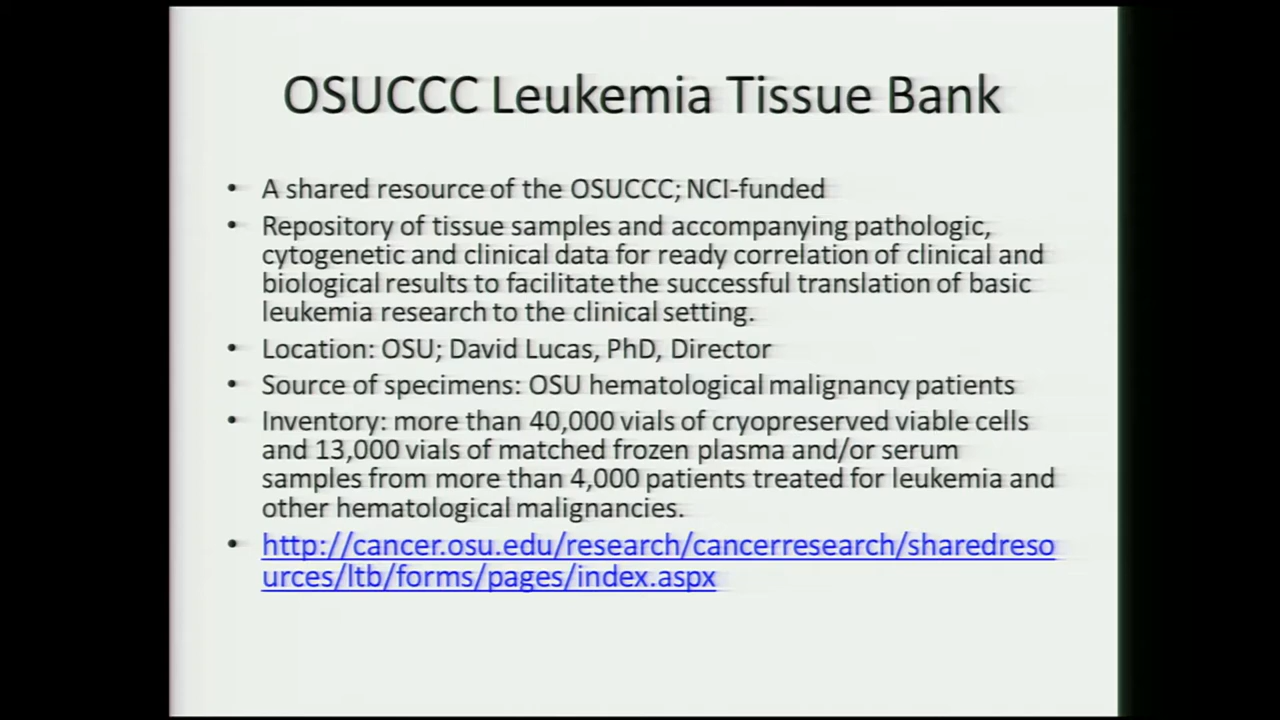 OSUCCC Leukemia Tissue Bank
• A shared resource of the OSUCCC; NCI-funded
• Repository of tissue samples and accompanying pathologic,
cytogenetic and clinical data for ready correlation of clinical and
biological results to facilitate the successful translation of basic
leukemia research to the clinical setting.
• Location: OSU; David Lucas, PhD, Director
• Source of specimens: OSU hematological malignancy patients
• Inventory: more than 40,000 vials of cryopreserved viable cells
and 13,000 vials of matched frozen plasma and/or serum
samples from more than 4,000 patients treated for leukemia and
other hematological malignancies.
• http://cancer.osu.edu/research/cancerresearch/sharedreso
urces/ltb/forms/pages/index.aspx